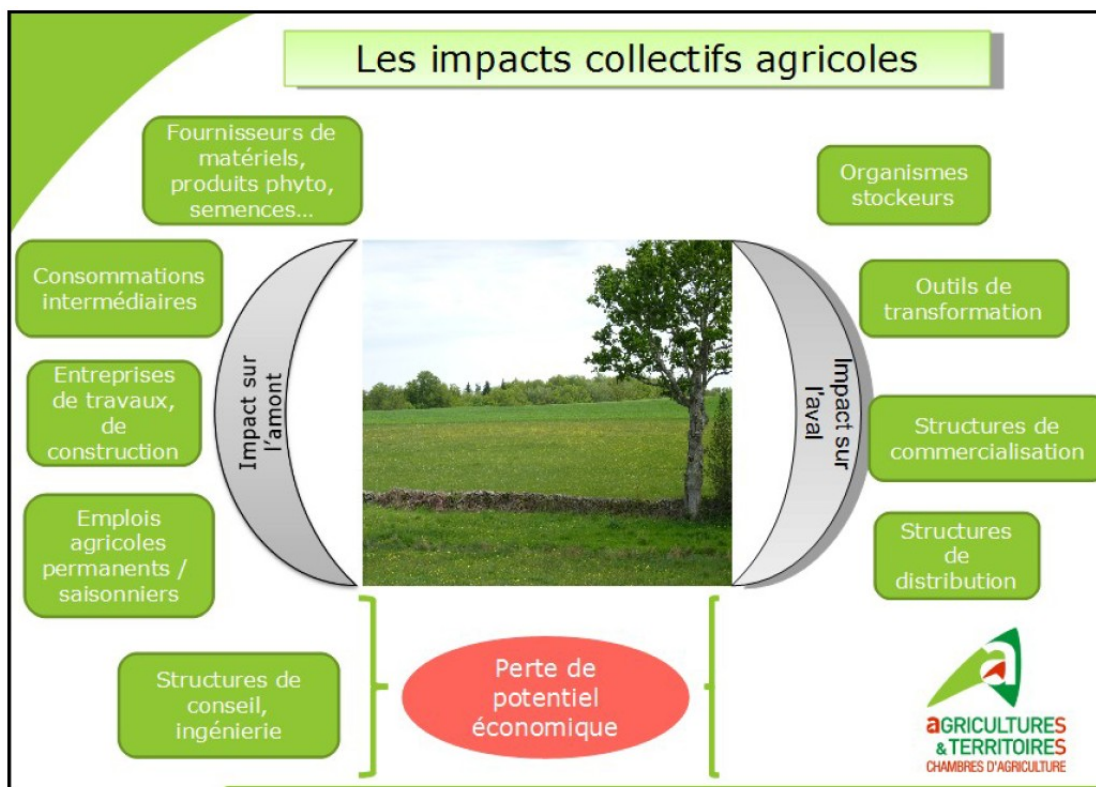 Les impacts collectifs agricoles
Fournisseurs de
matériels,
produits phyto,
semences...
Consommations
intermédiaires
Entreprises
de travaux,
de
construction
Emplois
agricoles
permanents /
saisonniers
Structures de
conseil,
ingénierie
Impact sur
l'amont
Perte de
potentiel
économique
Impact sur
l'aval
Organismes
stockeurs
Outils de
transformation
Structures de
commercialisation
Structures
de
distribution
a
aGRICULTURES
& TERRITOIRES
CHAMBRES D'AGRICULTURE